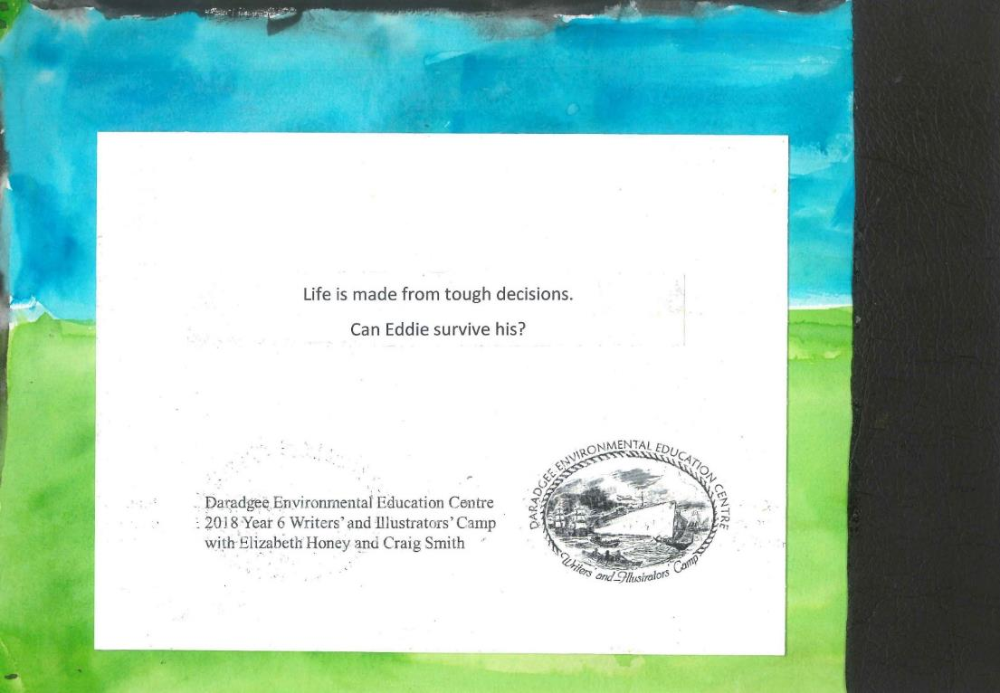 Life is made from tough decisions.
Can Eddie survive his?
Daradgee Environmental Education Centre
2018 Year 6 Writers' and Illustrators' Camp
with Elizabeth Honey and Craig Smith
DARADGEE ENVIRONMENTAL EDUCATION CENTRE
Writers' and Illustrators' Camp